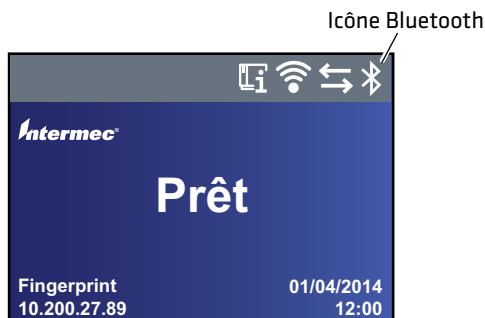 Icône Bluetooth
Intermec
Prêt
Fingerprint
01/04/2014
10.200.27.89
12:00